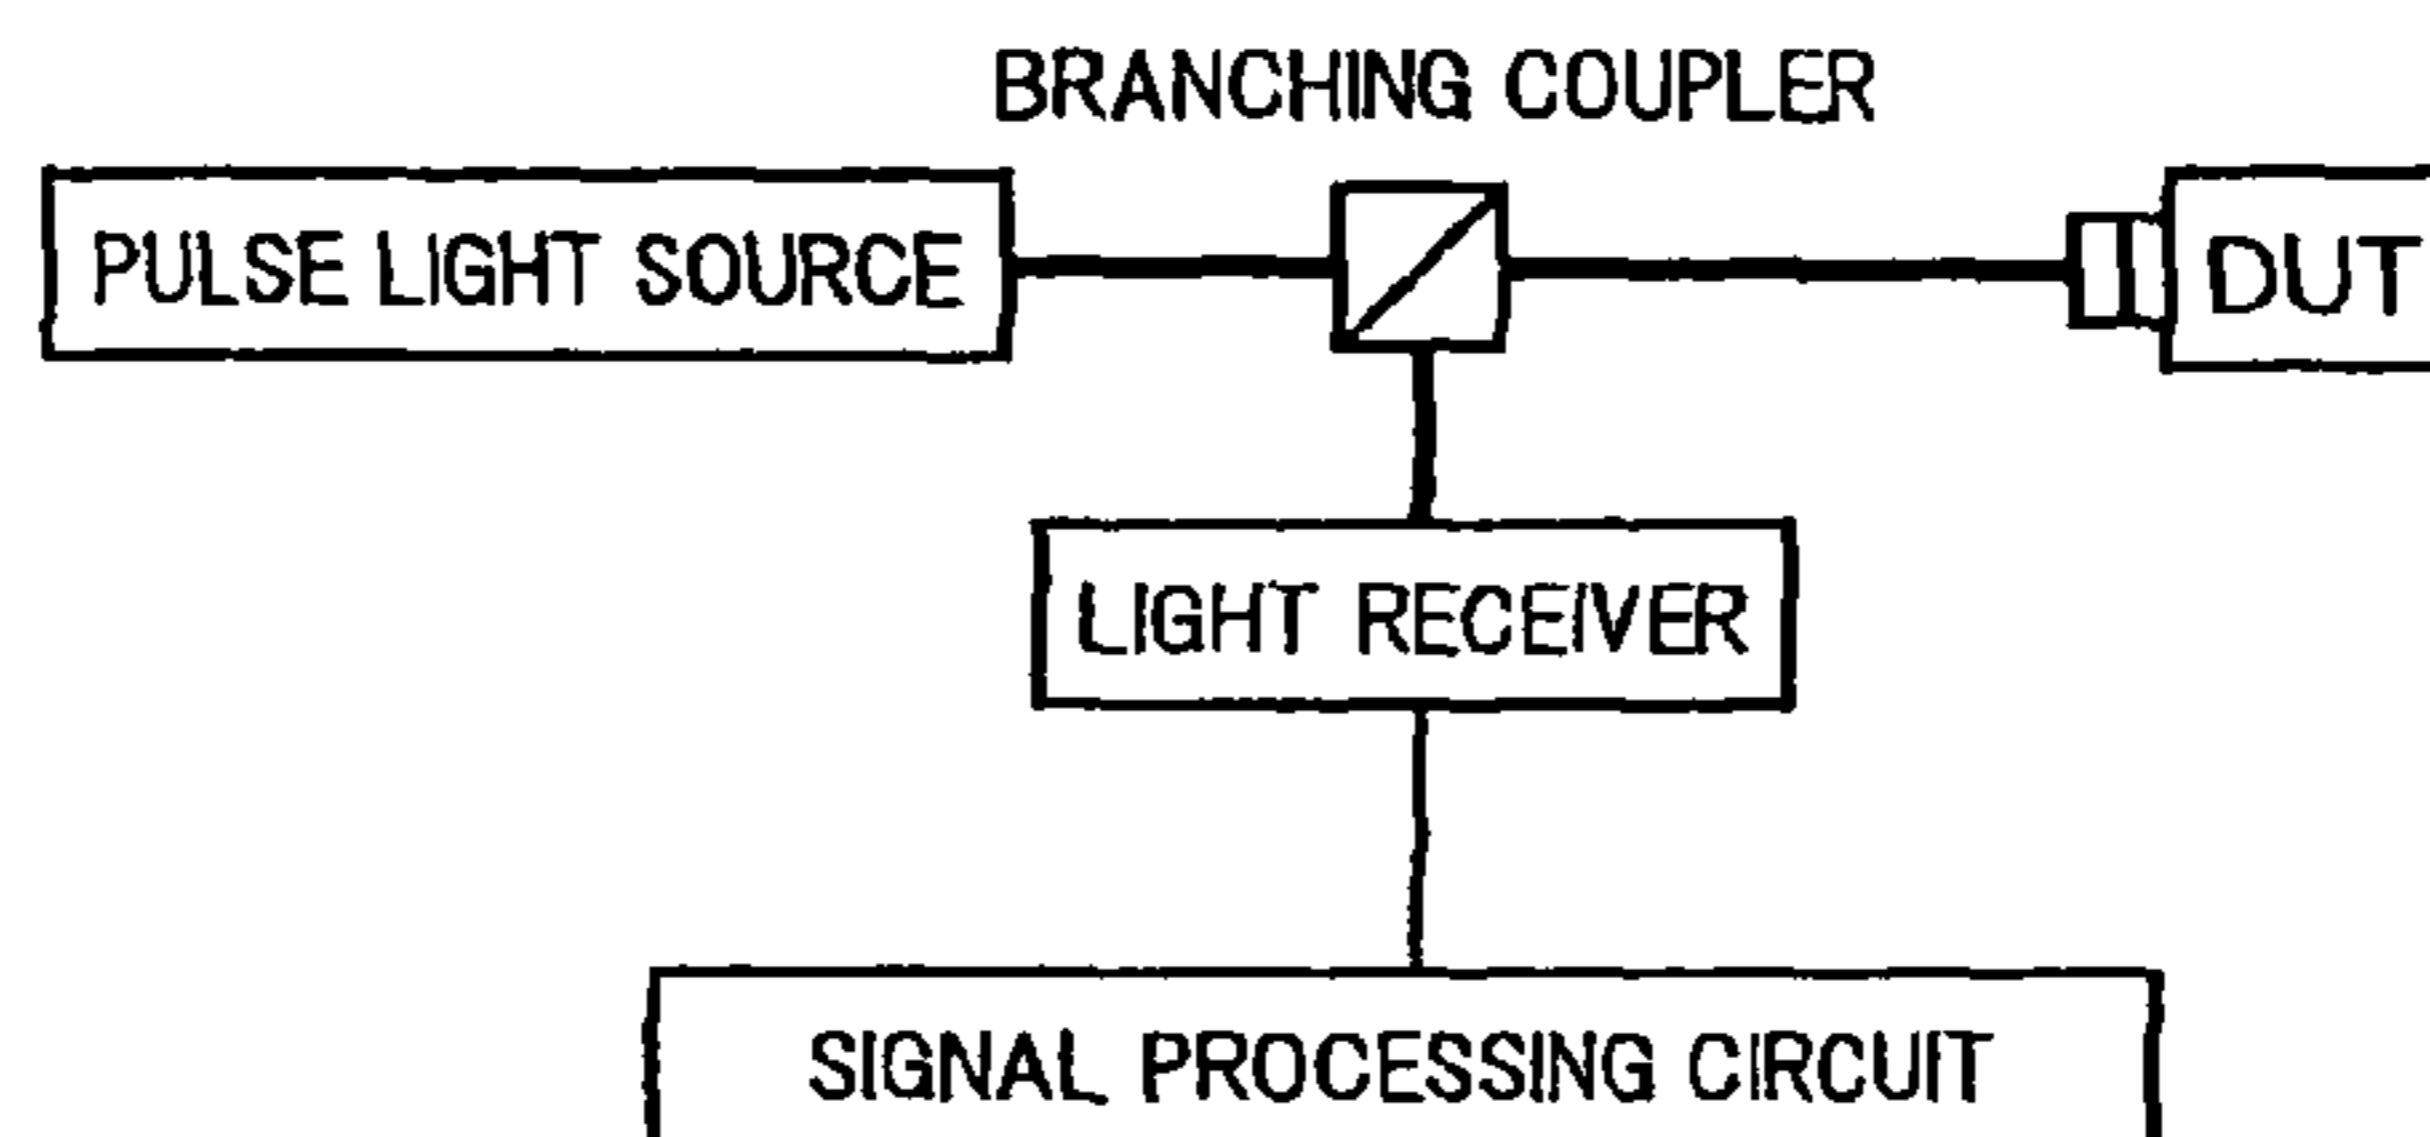 BRANCHING COUPLER
PULSE LIGHT SOURCE
DUT
LIGHT RECEIVER
SIGNAL PROCESSING CIRCUIT